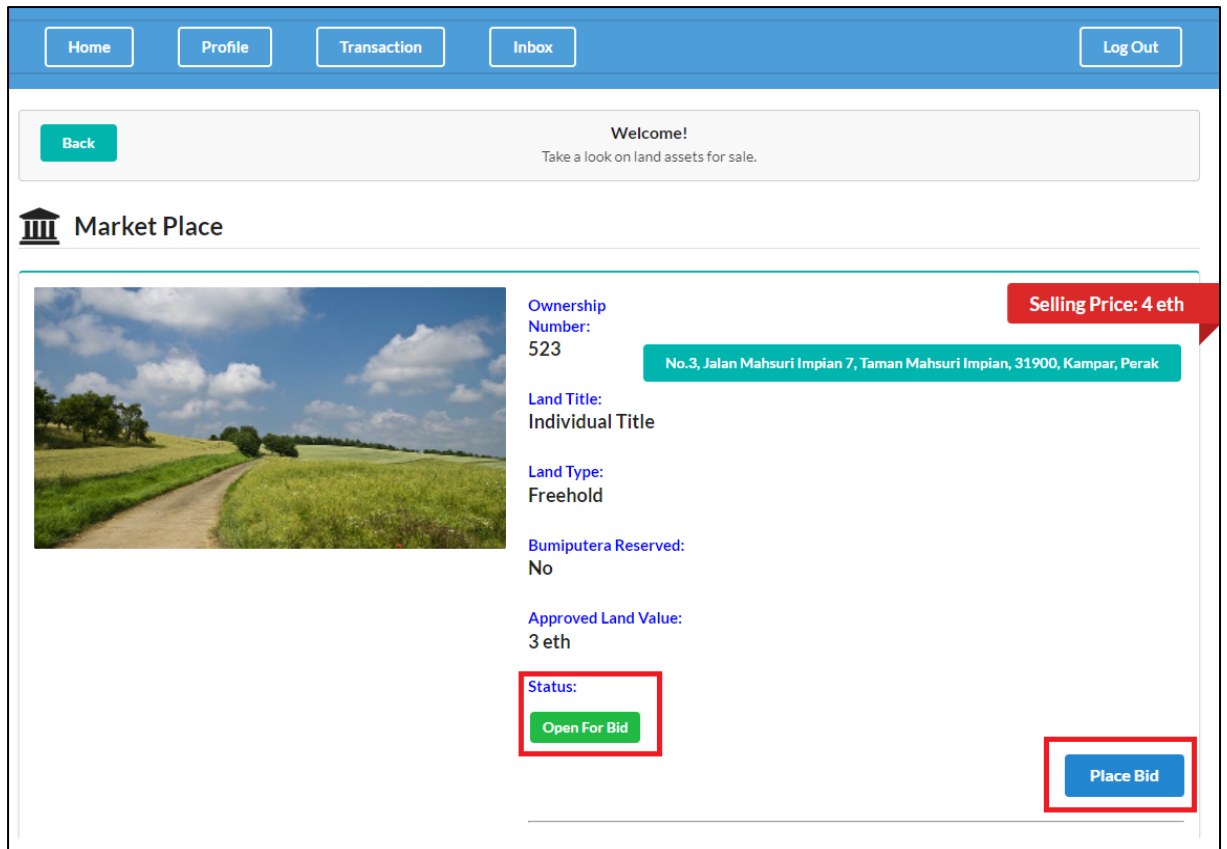 Home
Profile
Transaction
Inbox
Log Out
Back
Welcome!
Take a look on land assets for sale.
Market Place
Selling Price: 4 eth
Ownership
Number:
523
No.3, Jalan Mahsuri Impian 7, Taman Mahsuri Impian, 31900, Kampar, Perak
Land Title:
Individual Title
Land Type:
Freehold
Bumiputera Reserved:
No
Approved Land Value:
3 eth
Status:
Open For Bid
Place Bid